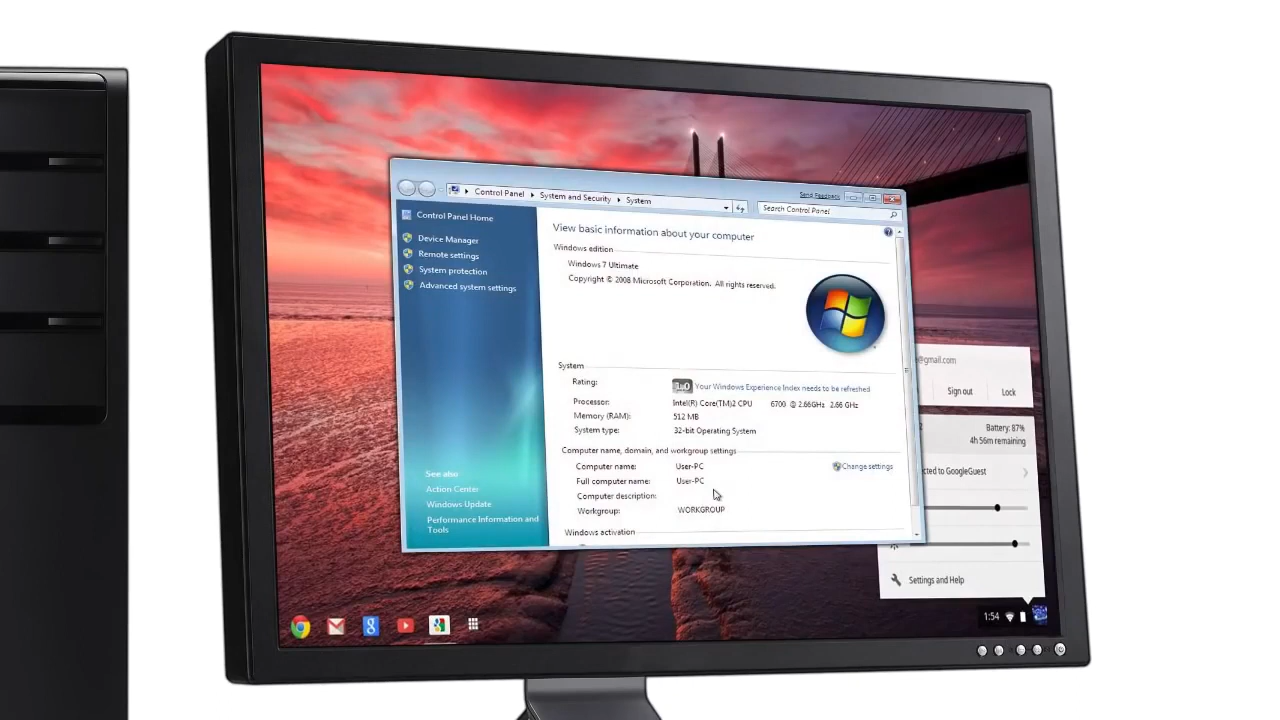 Control Panel
System and Security
System
Send Feedback
Search Control Panel
Control Panel Home
Device Manager
Remote settings
System protection
Advanced system settings
See also
Action Center
Windows Update
Performance Information and
Tools
View basic information about your computer
Windows edition
Windows 7 Ultimate
Copyright © 2008 Microsoft Corporation. All rights reserved.
System
Rating:
Your Windows Experience Index needs to be refreshed
Processor:
Intel(R) Core(TM)2 CPU 6700 @ 2.66GHz 2.66 GHz
Memory (RAM):
512 MB
System type:
32-bit Operating System
Computer name, domain, and workgroup settings
Computer name:
User-PC
Change settings
Full computer name:
User-PC
Computer description:
Workgroup:
WORKGROUP
Windows activation
@gmail.com
Sign out
Lock
Battery: 87%
4h 56m remaining
cted to GoogleGuest
Settings and Help
1:54